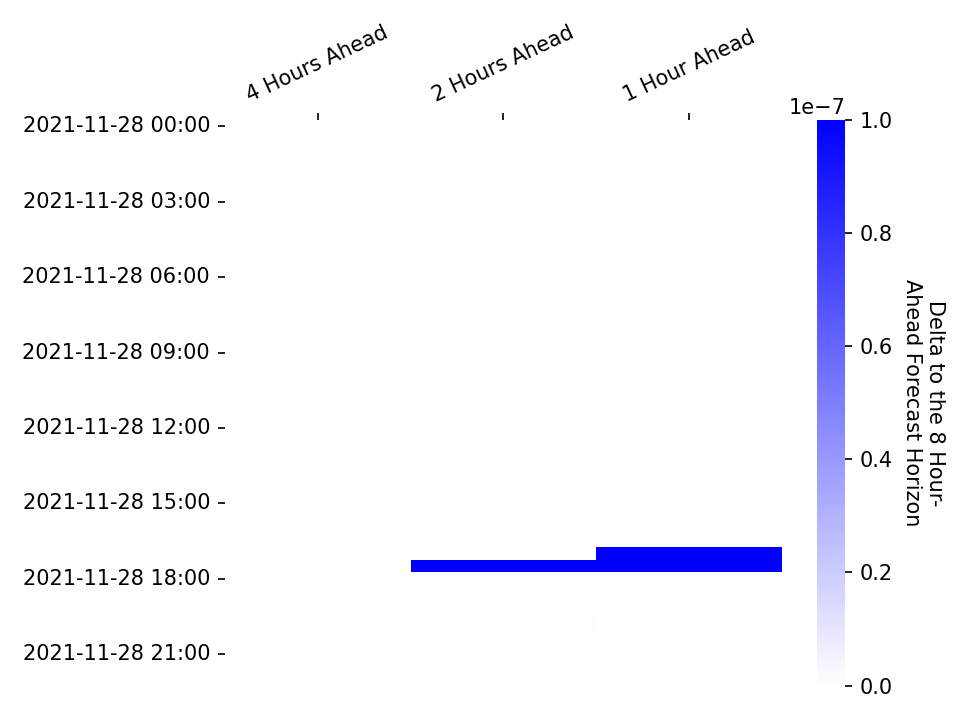 4 Hours Ahead
2 Hours Ahead
1 Hour Ahead
1e−7
2021-11-28 00:00
2021-11-28 03:00
2021-11-28 06:00
2021-11-28 09:00
2021-11-28 12:00
2021-11-28 15:00
2021-11-28 18:00
2021-11-28 21:00
1.0
0.8
0.6
0.4
0.2
0.0
Delta to the 8 Hour-
Ahead Forecast Horizon